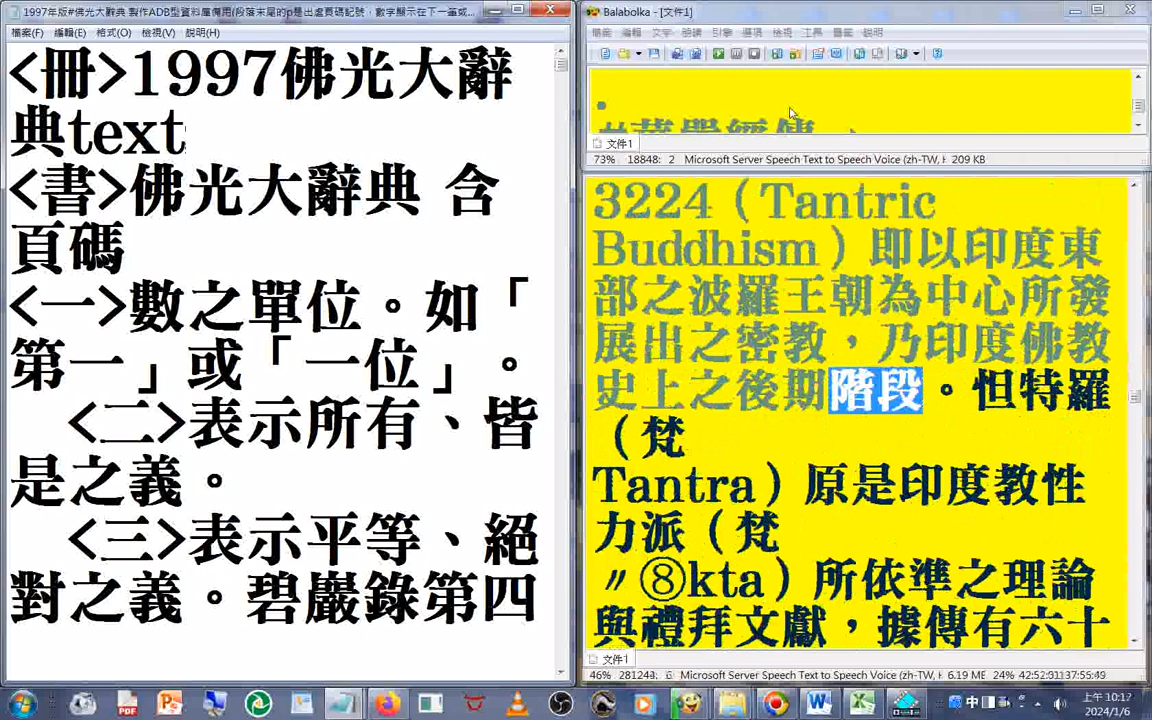 1997年版#佛光大辭典 製作ADB型資料庫備用(段落末尾的p是出處頁碼記號，數字顯示在下一筆或...
檔案(F) 編輯(E) 格式(O) 檢視(V) 說明(H)
<冊>1997佛光大辭
典text
<書>佛光大辭典 含
頁碼
<一>數之單位。如「
第一」或「一位」。
<二>表示所有、皆
是之義。
<三>表示平等、絕
對之義。碧巖錄第四
Balabolka - [文件1]
檔案 編輯 文字 朗讀 引擎 選項 檢視 工具 書籤 說明
文件1
73% 18848: 2 Microsoft Server Speech Text to Speech Voice (zh-TW, H 209 KB
3224（Tantric
Buddhism）即以印度東
部之波羅王朝為中心所發
展出之密教，乃印度佛教
史上之後期階段。怛特羅
（梵
Tantra）原是印度教性
力派（梵
〃⑧kta）所依準之理論
與禮拜文獻，據傳有六十
文件1
46% 281243: 6 Microsoft Server Speech Text to Speech Voice (zh-TW, 6.19 ME 24% 42:52:01\137:55:49
中
上午 10:17
2024/1/6